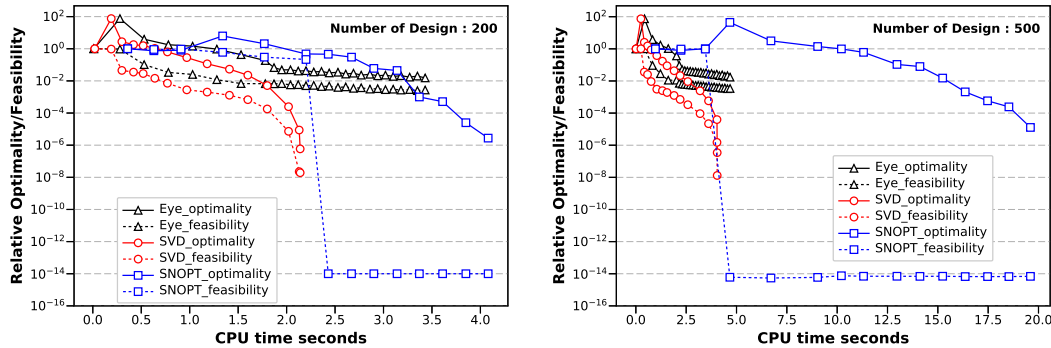 Number of Design : 200
Relative Optimality/Feasibility
10^2
10^0
10^-2
10^-4
10^-6
10^-8
10^-10
10^-12
10^-14
10^-16
Eye_optimality
Eye_feasibility
SVD_optimality
SVD_feasibility
SNOPT_optimality
SNOPT_feasibility
0.0 0.5 1.0 1.5 2.0 2.5 3.0 3.5 4.0
CPU time seconds
Number of Design : 500
Relative Optimality/Feasibility
10^2
10^0
10^-2
10^-4
10^-6
10^-8
10^-10
10^-12
10^-14
10^-16
Eye_optimality
Eye_feasibility
SVD_optimality
SVD_feasibility
SNOPT_optimality
SNOPT_feasibility
0.0 2.5 5.0 7.5 10.0 12.5 15.0 17.5 20.0
CPU time seconds